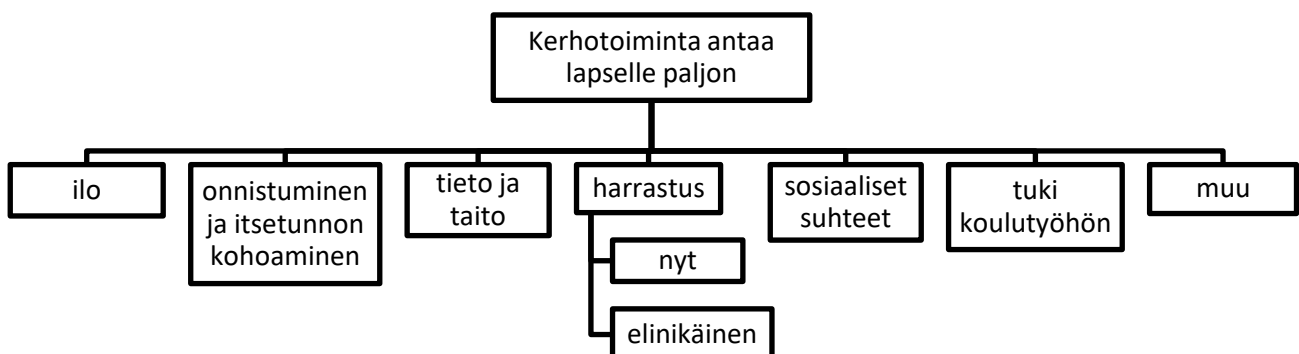 Kerhotoiminta antaa
lapselle paljon
ilo
onnistuminen
ja itsetunnon
kohoaminen
tieto ja
taito
harrastus
nyt
elinikäinen
sosiaaliset
suhteet
tuki
koulutyöhön
muu